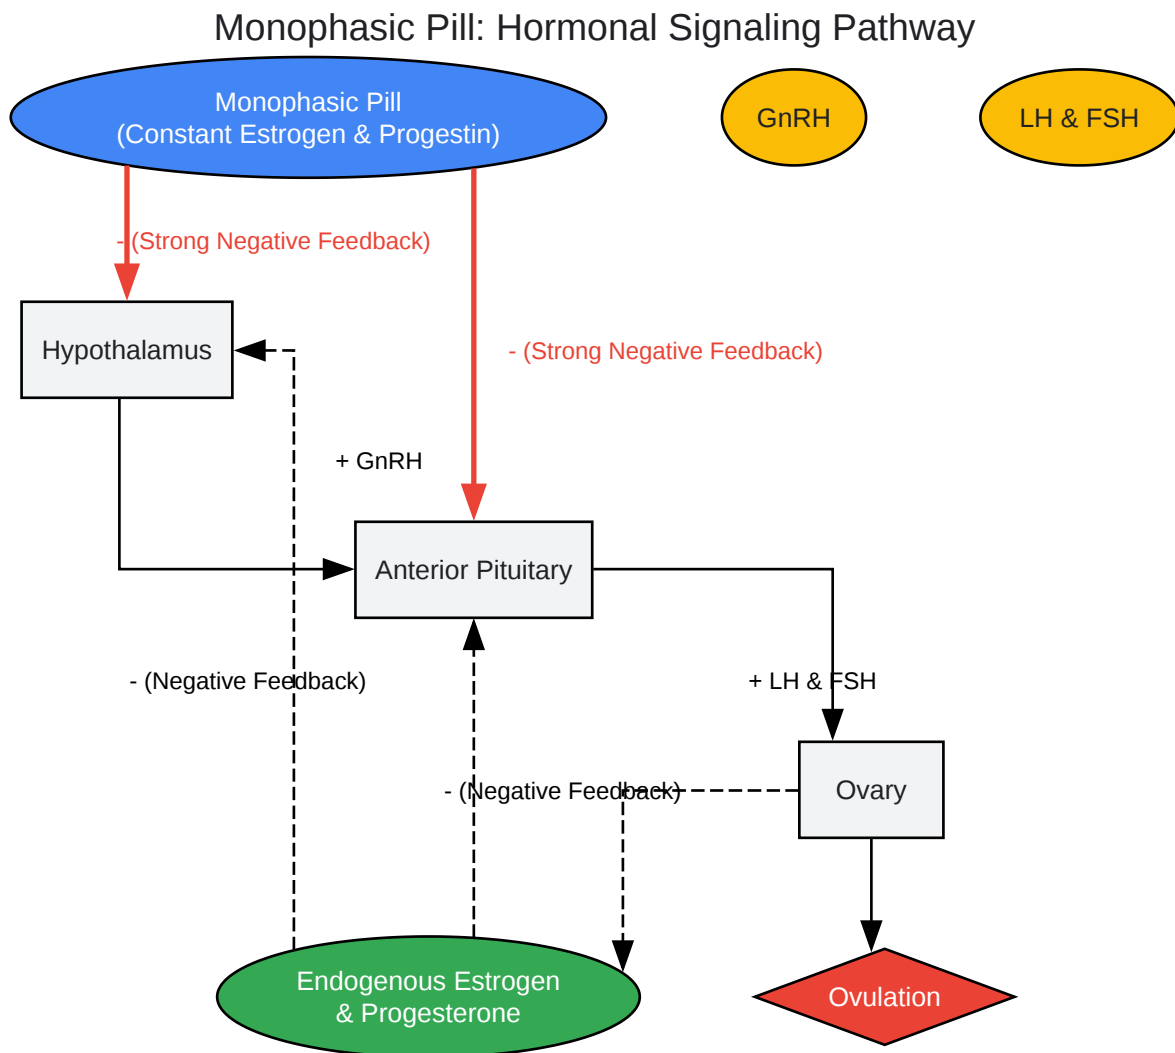 Monophasic Pill: Hormonal Signaling Pathway
Monophasic Pill
(Constant Estrogen & Progestin)
GnRH
LH & FSH
- (Strong Negative Feedback)
Hypothalamus
- (Strong Negative Feedback)
+ GnRH
Anterior Pituitary
- (Negative Feedback)
+ LH & FSH
- (Negative Feedback)
Ovary
Endogenous Estrogen
& Progesterone
Ovulation